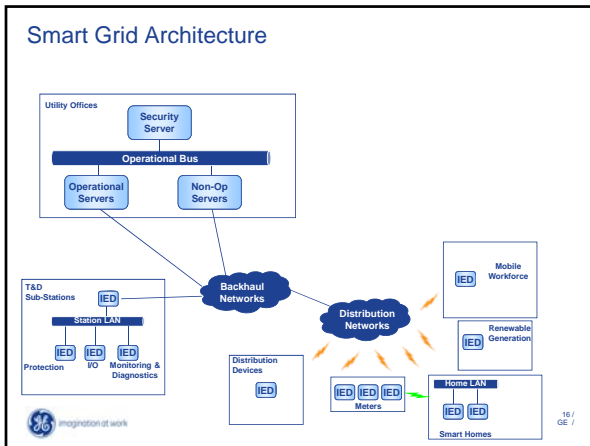 Smart Grid Architecture
Utility Offices
Security
Server
Operational Bus
Operational
Servers
Non-Op
Servers
T&D
Sub-Stations
IED
Station LAN
IED
IED
IED
Protection
I/O
Monitoring &
Diagnostics
Backhaul
Networks
Distribution
Networks
Mobile
Workforce
IED
Renewable
Generation
IED
Distribution
Devices
IED
IED IED IED
Meters
Home LAN
IED IED
Smart Homes
imagination at work
16 /
GE /